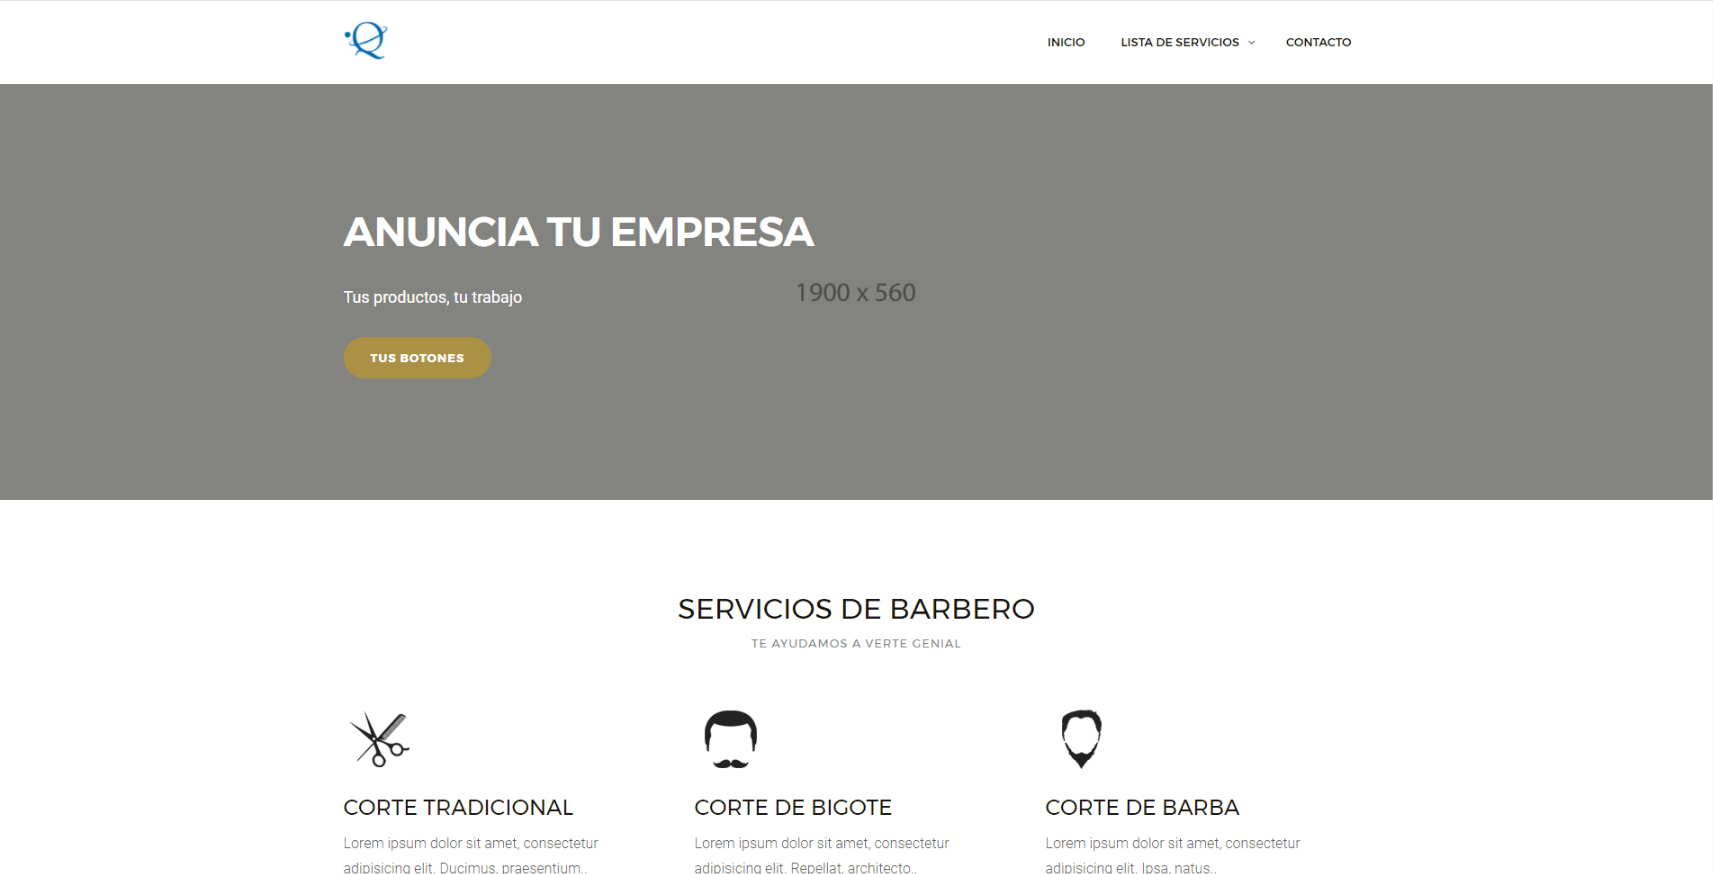 INICIO LISTA DE SERVICIOS CONTACTO
ANUNCIA TU EMPRESA
Tus productos, tu trabajo
1900 x 560
TUS BOTONES
SERVICIOS DE BARBERO
TE AYUDAMOS A VERTE GENIAL
CORTE TRADICIONAL
Lorem ipsum dolor sit amet, consectetur
adipisicing elit. Ducimus, praesentium..
CORTE DE BIGOTE
Lorem ipsum dolor sit amet, consectetur
adipisicing elit. Repellat, architecto..
CORTE DE BARBA
Lorem ipsum dolor sit amet, consectetur
adipisicing elit. Ipsa, natus..